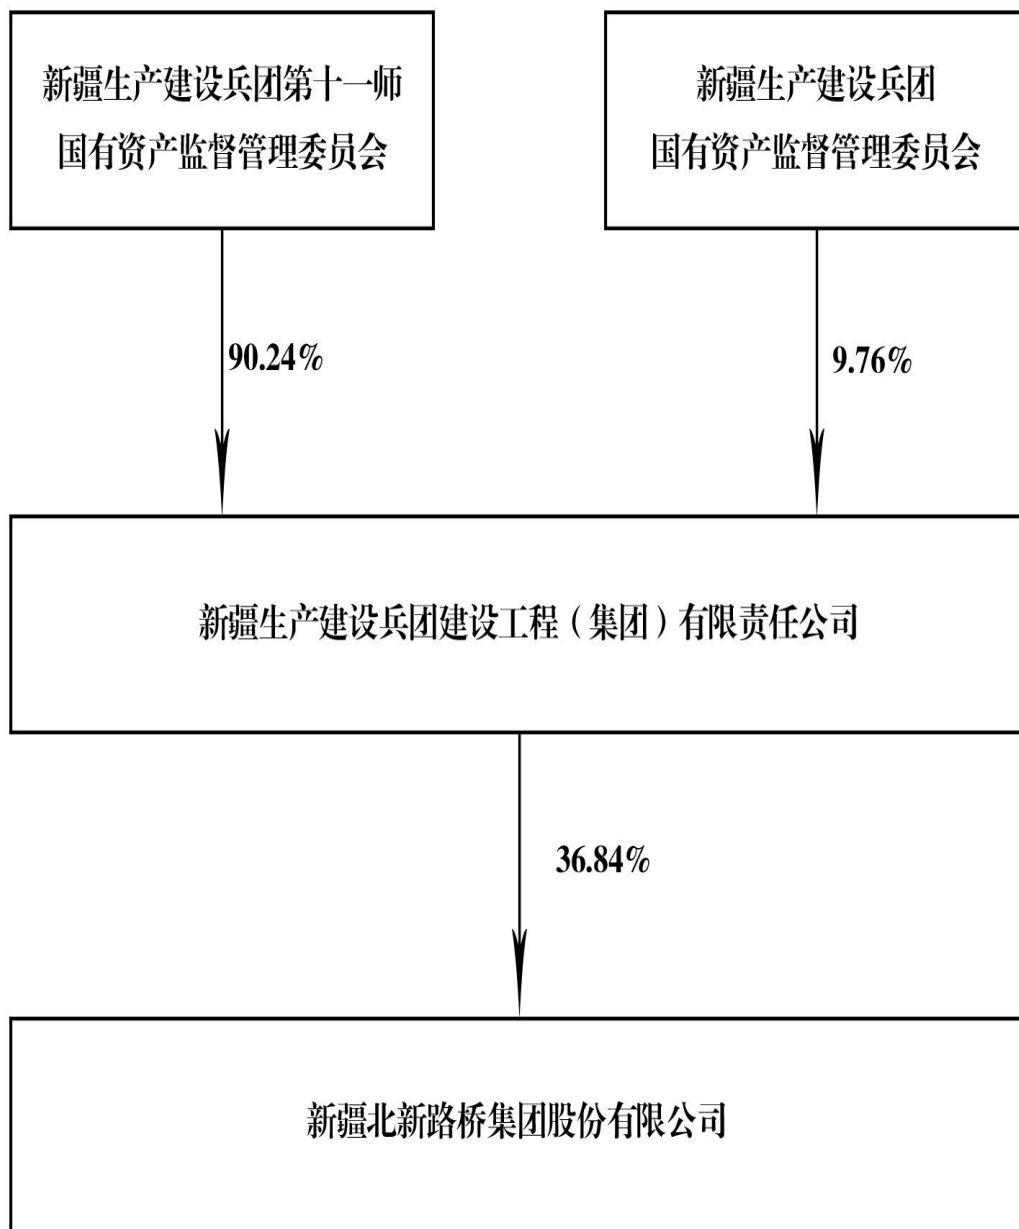 新疆生产建设兵团第十一师
国有资产监督管理委员会
新疆生产建设兵团
国有资产监督管理委员会
90.24%
9.76%
新疆生产建设兵团建设工程（集团）有限责任公司
36.84%
新疆北新路桥集团股份有限公司